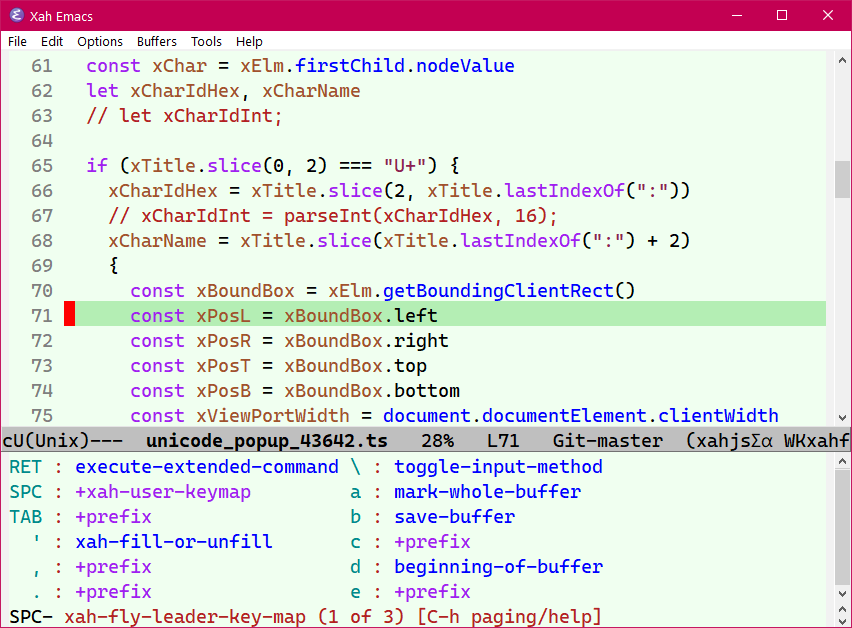 Xah Emacs
File Edit Options Buffers Tools Help
61 const xChar = xElm.firstChild.nodeValue
62 let xCharIdHex, xCharName
63 // let xCharIdInt;
64
65 if (xTitle.slice(0, 2) === "U+") {
66 xCharIdHex = xTitle.slice(2, xTitle.lastIndexOf(":"))
67 // xCharIdInt = parseInt(xCharIdHex, 16);
68 xCharName = xTitle.slice(xTitle.lastIndexOf(":") + 2)
69 {
70 const xBoundBox = xElm.getBoundingClientRect()
71 const xPosL = xBoundBox.left
72 const xPosR = xBoundBox.right
73 const xPosT = xBoundBox.top
74 const xPosB = xBoundBox.bottom
75 const xViewPortWidth = document.documentElement.clientWidth
cU(Unix)--- unicode_popup_43642.ts 28% L71 Git-master (xahjsΣα WKxahf
RET : execute-extended-command \ : toggle-input-method
SPC : +xah-user-keymap a : mark-whole-buffer
TAB : +prefix b : save-buffer
' : xah-fill-or-unfill c : +prefix
, : +prefix d : beginning-of-buffer
. : +prefix e : +prefix
SPC- xah-fly-leader-key-map (1 of 3) [C-h paging/help]